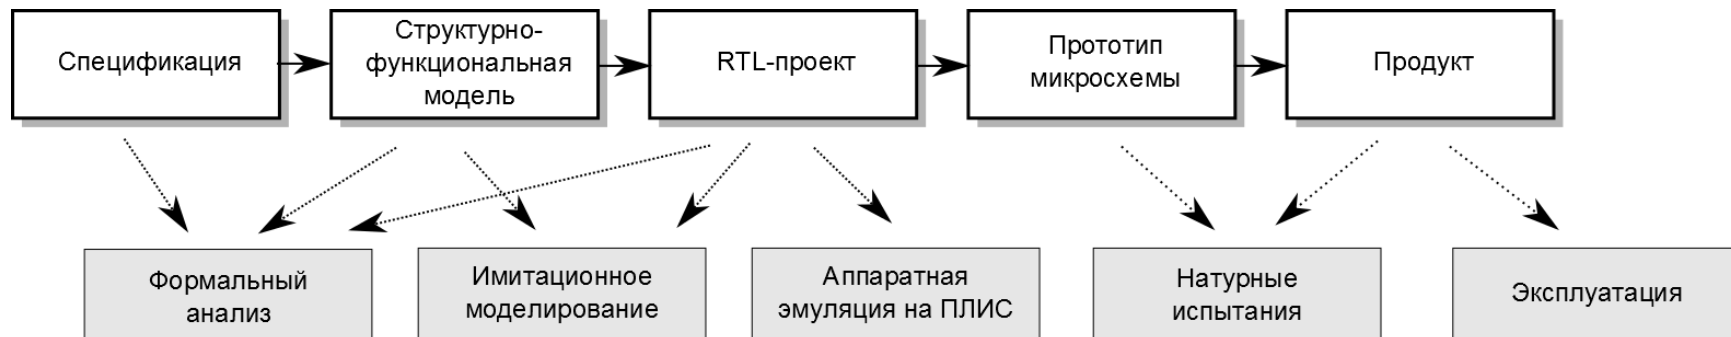 Спецификация
Структурно-
функциональная
модель
RTL-проект
Прототип
микросхемы
Продукт
Формальный
анализ
Имитационное
моделирование
Аппаратная
эмуляция на ПЛИС
Натурные
испытания
Эксплуатация